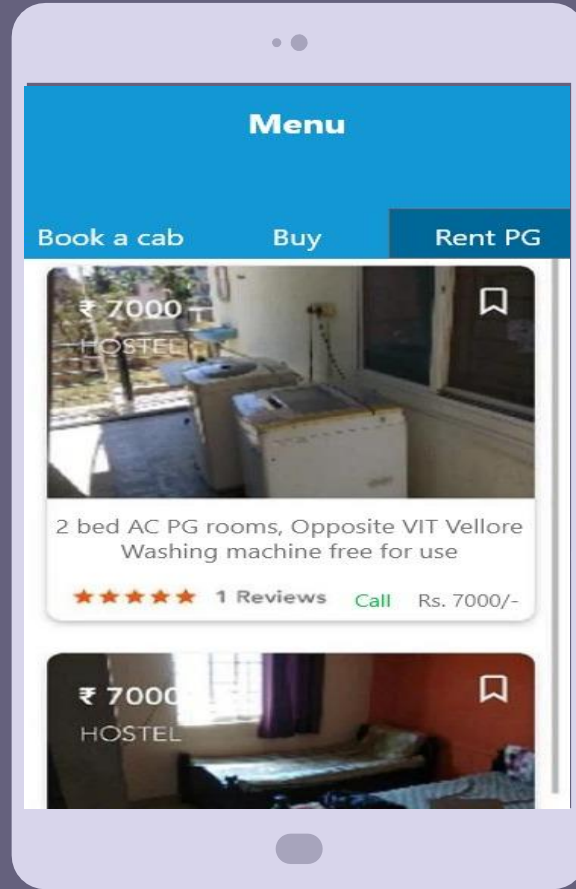 Menu
Book a cab Buy Rent PG
₹ 7000
HOSTEL
2 bed AC PG rooms, Opposite VIT Vellore
Washing machine free for use
1 Reviews Call Rs. 7000/-
₹ 7000
HOSTEL